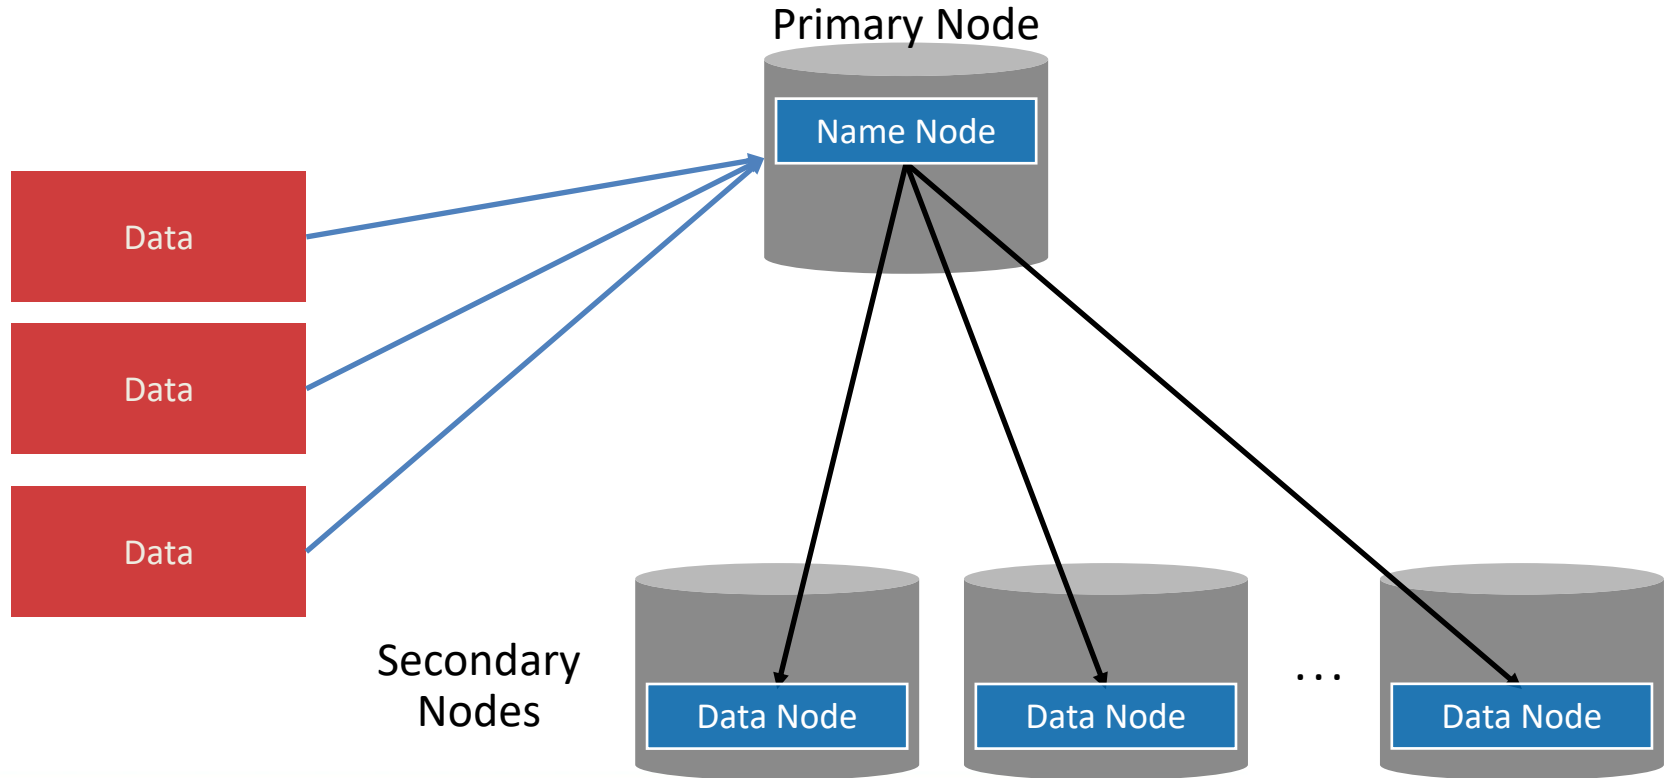 Primary Node
Name Node
Data
Data
Data
Secondary
Nodes
Data Node
Data Node
...
Data Node